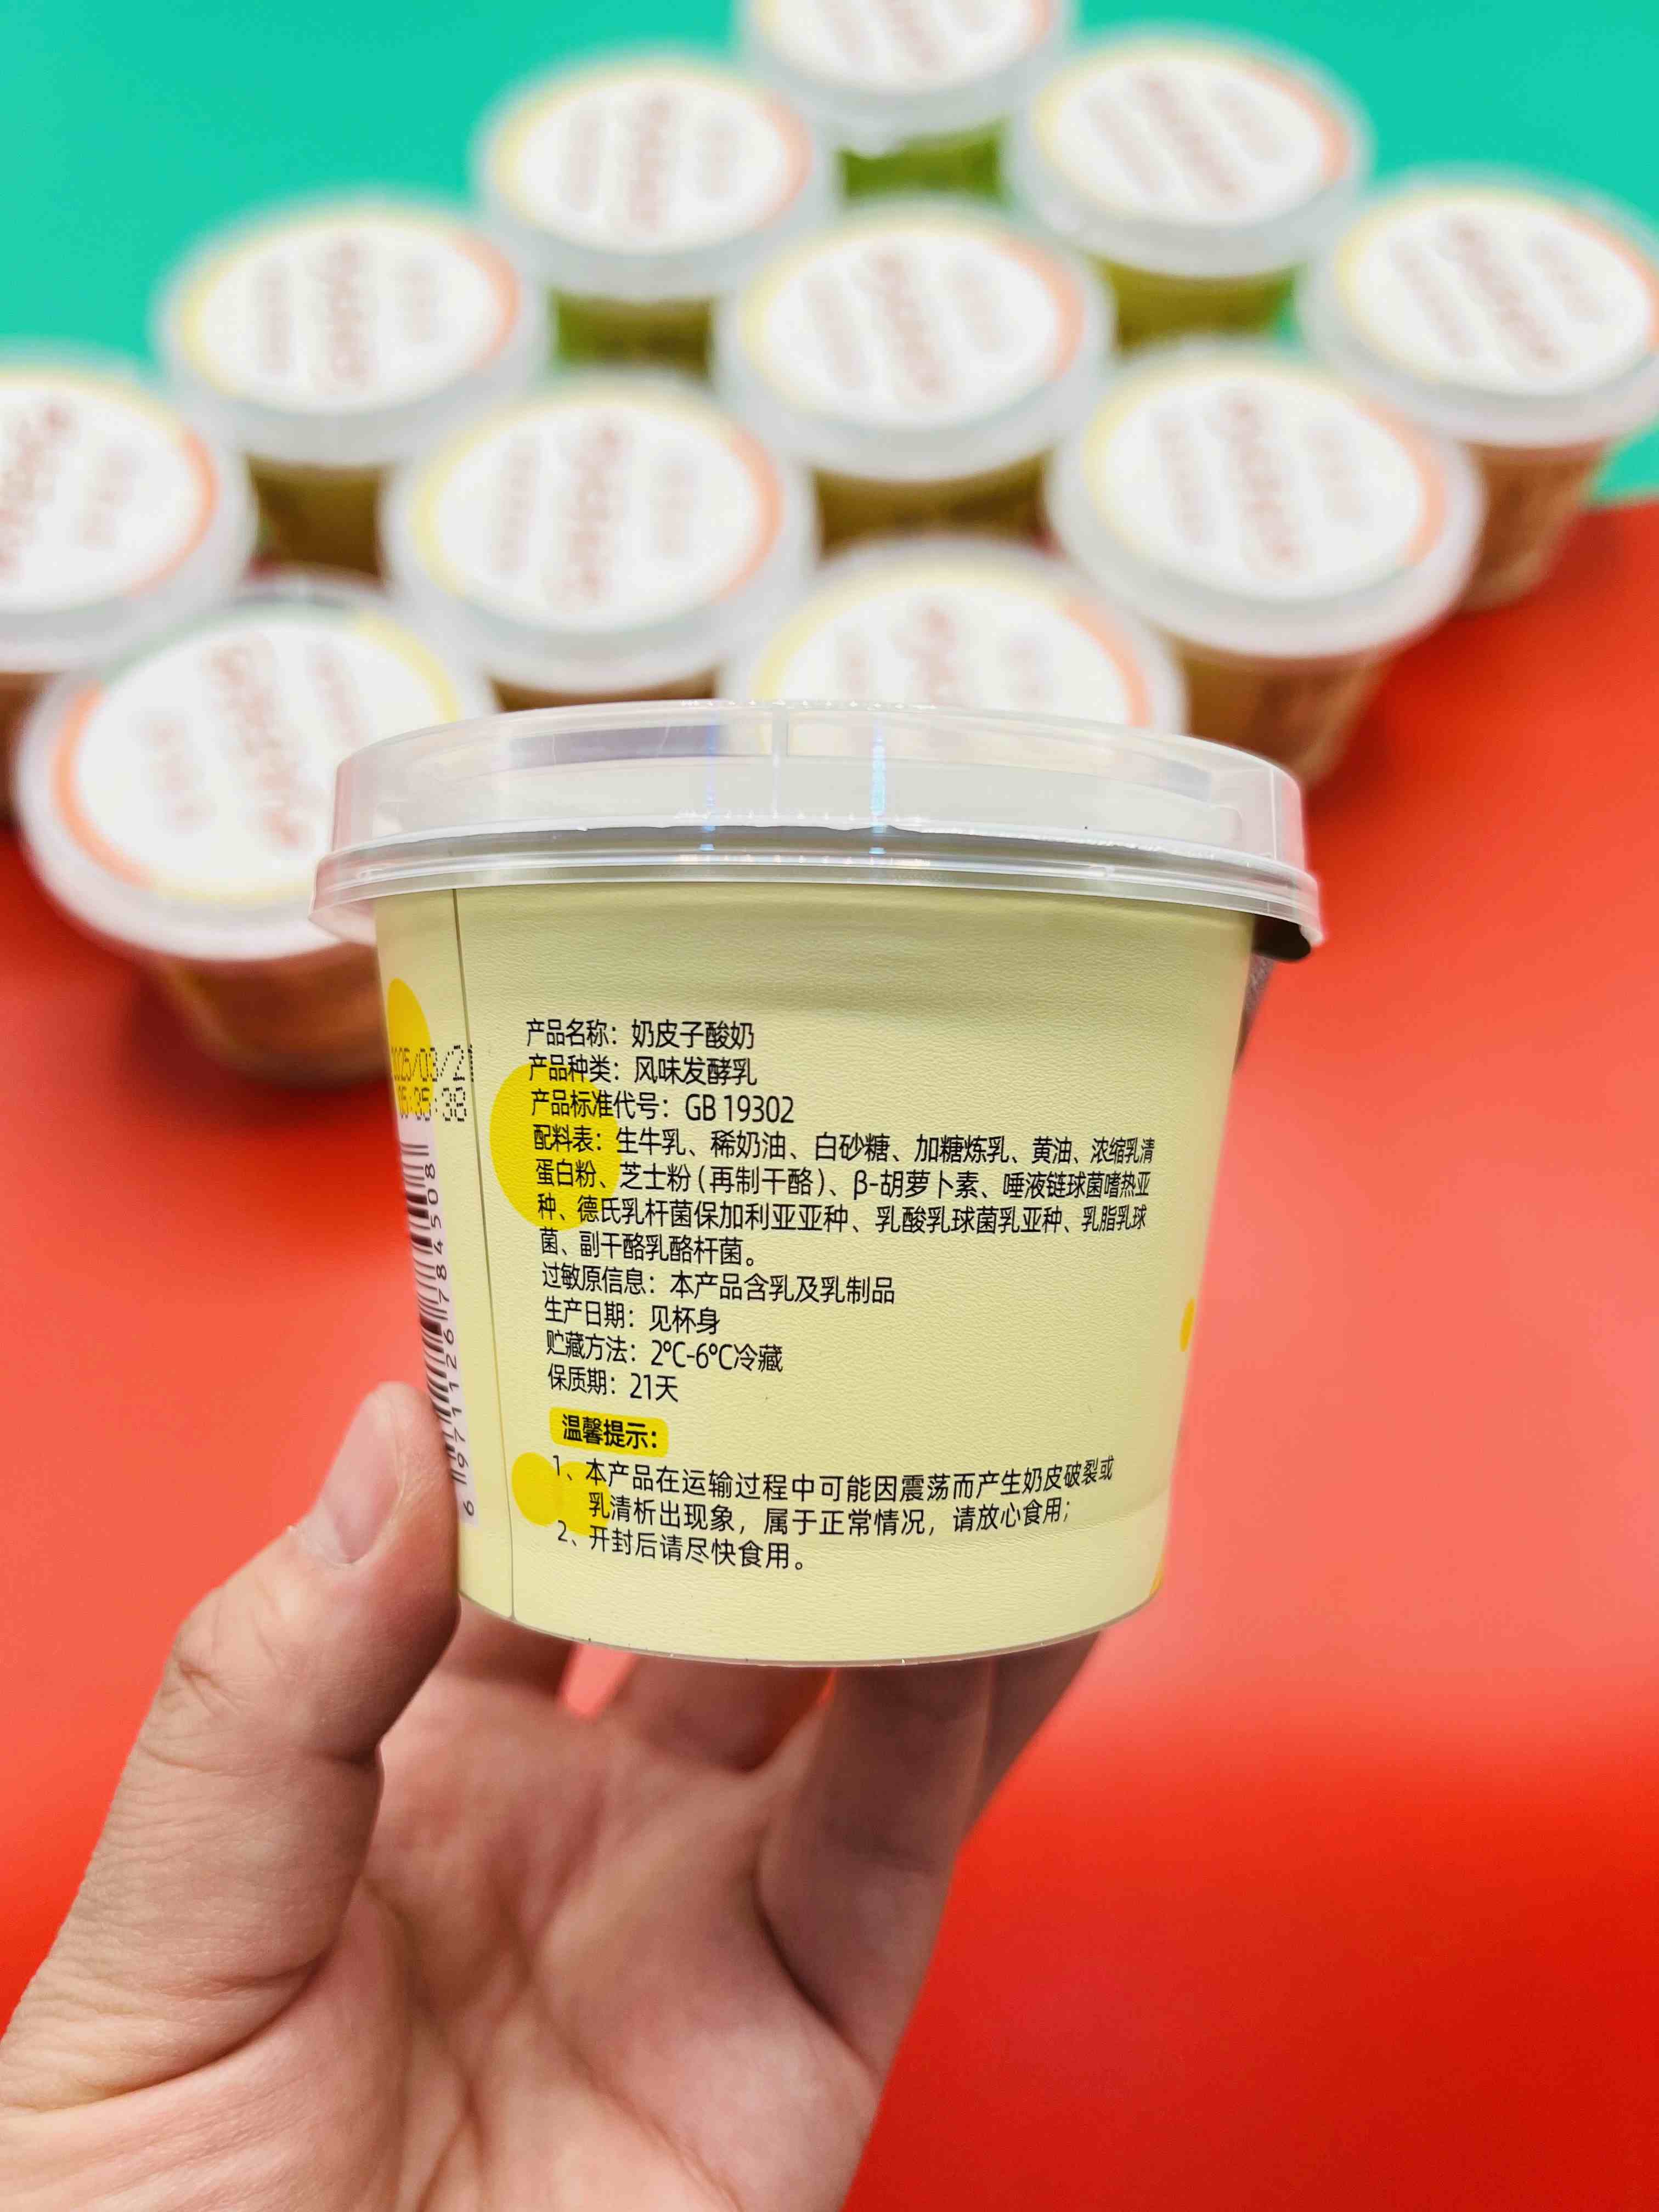 产品名称：奶皮子酸奶
产品种类：风味发酵乳
产品标准代号：GB 19302
配料表：生牛乳、稀奶油、白砂糖、加糖炼乳、黄油、浓缩乳清
蛋白粉、芝士粉（再制干酪）、β-胡萝卜素、唾液链球菌嗜热亚
种、德氏乳杆菌保加利亚亚种、乳酸乳球菌乳亚种、乳脂乳球
菌、副干酪乳酪杆菌。
过敏原信息：本产品含乳及乳制品
生产日期：见杯身
贮藏方法：2℃-6℃冷藏
保质期：21天
温馨提示：
1、本产品在运输过程中可能因震荡而产生奶皮破裂或
乳清析出现象，属于正常情况，请放心食用；
2、开封后请尽快食用。
6 971126 784508